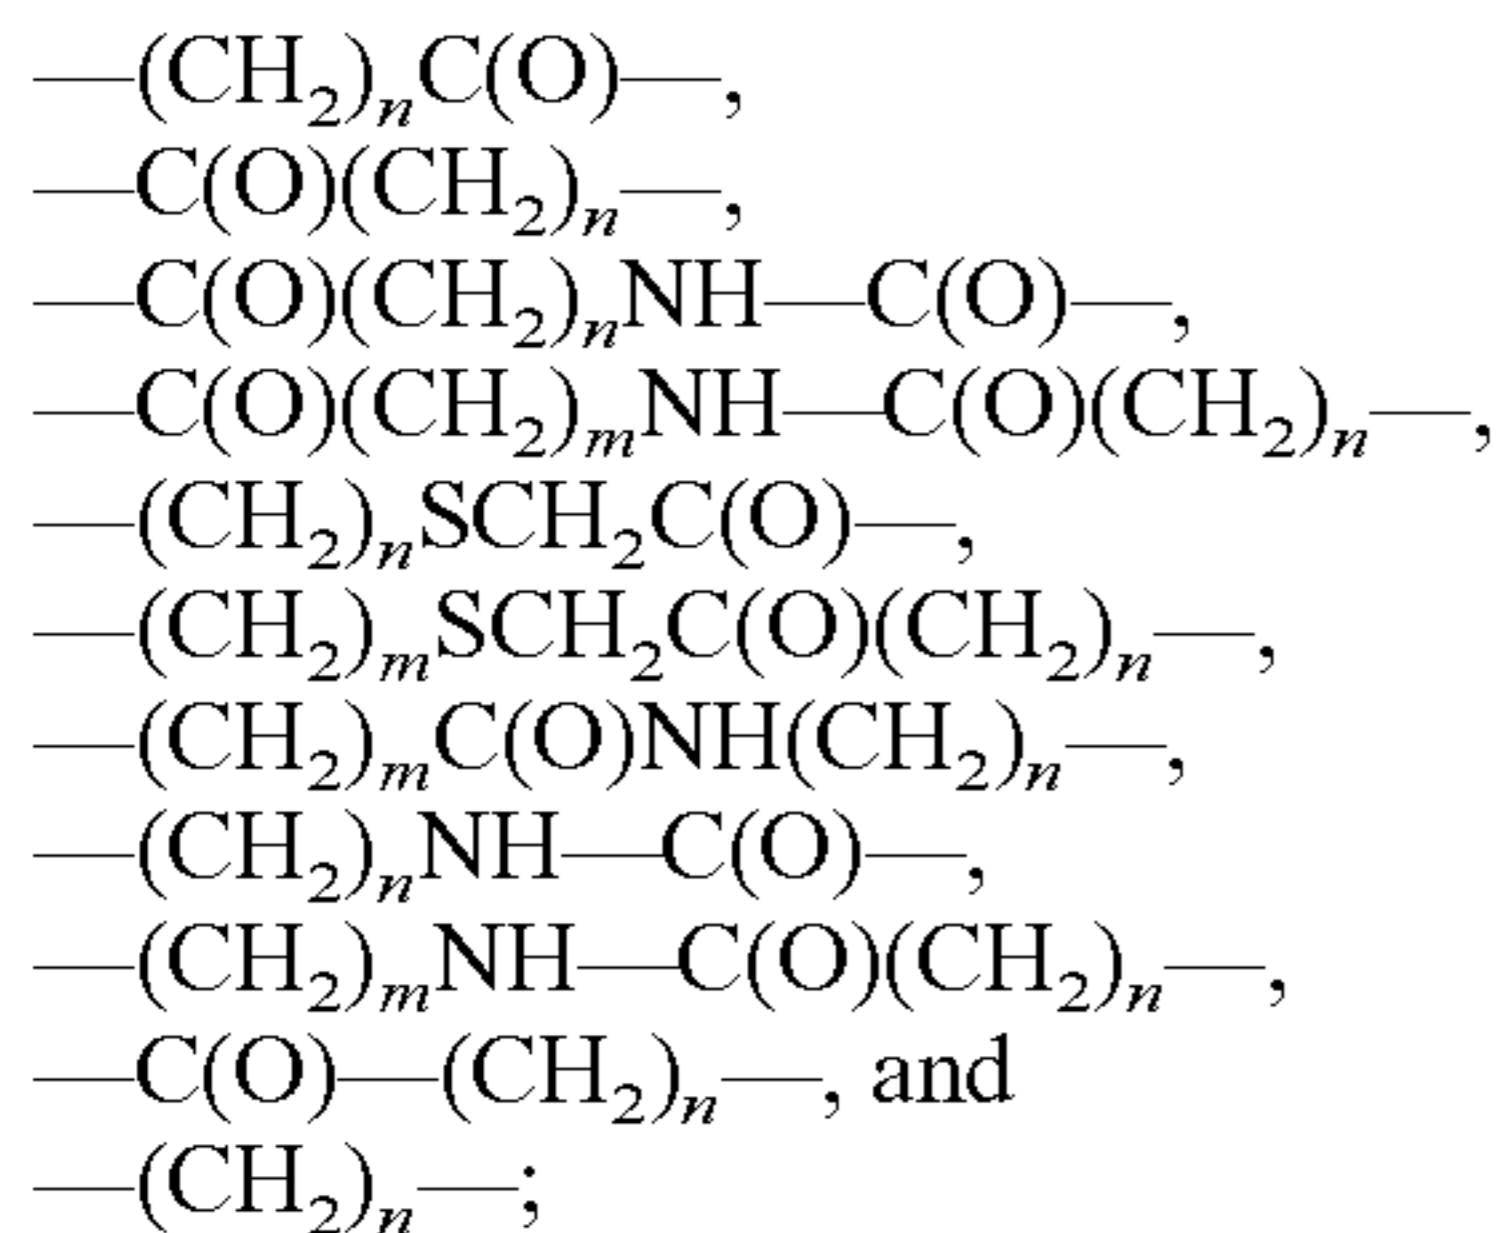 —(CH₂)ₙC(O)—,
—C(O)(CH₂)ₙ—,
—C(O)(CH₂)ₙNH—C(O)—,
—C(O)(CH₂)ₘNH—C(O)(CH₂)ₙ—,
—(CH₂)ₙSCH₂C(O)—,
—(CH₂)ₘSCH₂C(O)(CH₂)ₙ—,
—(CH₂)ₘC(O)NH(CH₂)ₙ—,
—(CH₂)ₙNH—C(O)—,
—(CH₂)ₘNH—C(O)(CH₂)ₙ—,
—C(O)—(CH₂)ₙ—, and
—(CH₂)ₙ—;